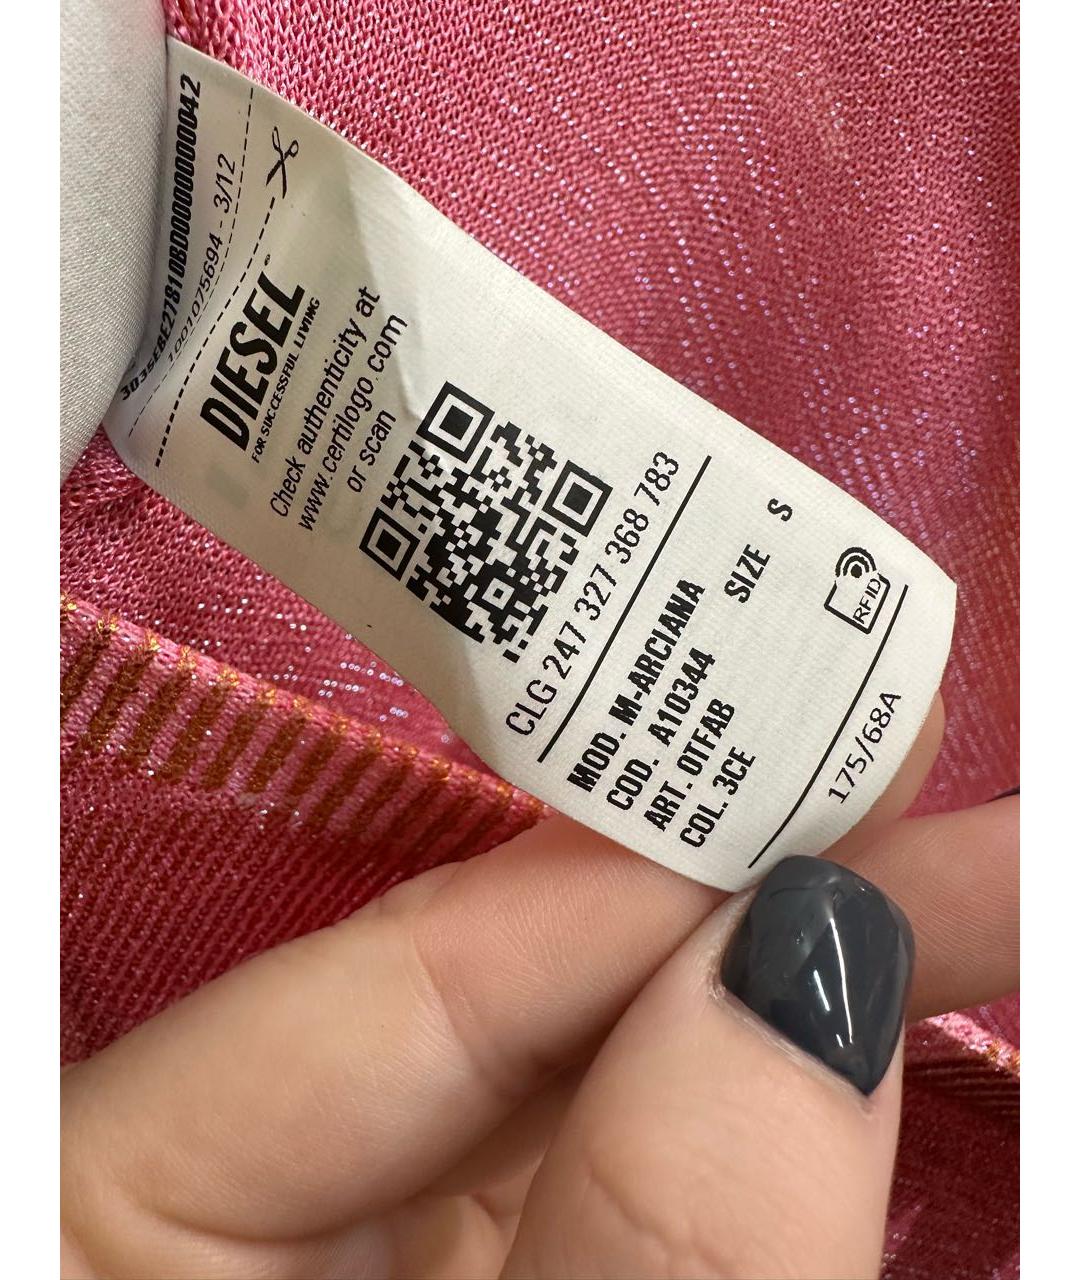 1001075694 - 3/12
DIESEL
FOR SUCCESSFUL LIVING
Check authenticity at
www.certilogo.com
or scan
CLG 247 327 368 783
MOD. M-ARCIANA
COD. A10344 SIZE S
ART. 0TFAB
COL. 3CE
RFID
175/68A